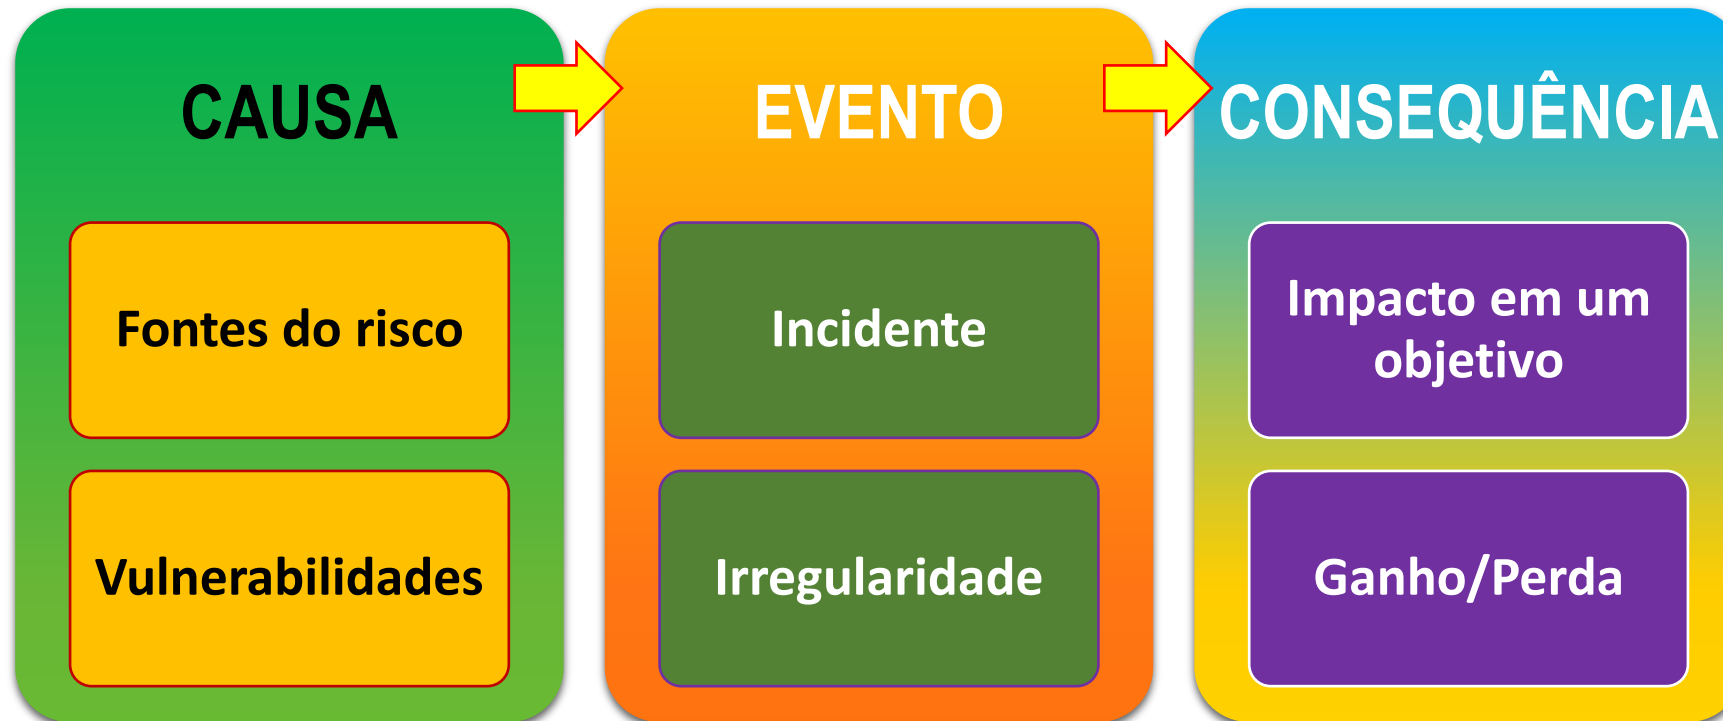 CAUSA
Fontes do risco
Vulnerabilidades
EVENTO
Incidente
Irregularidade
CONSEQUÊNCIA
Impacto em um
objetivo
Ganho/Perda